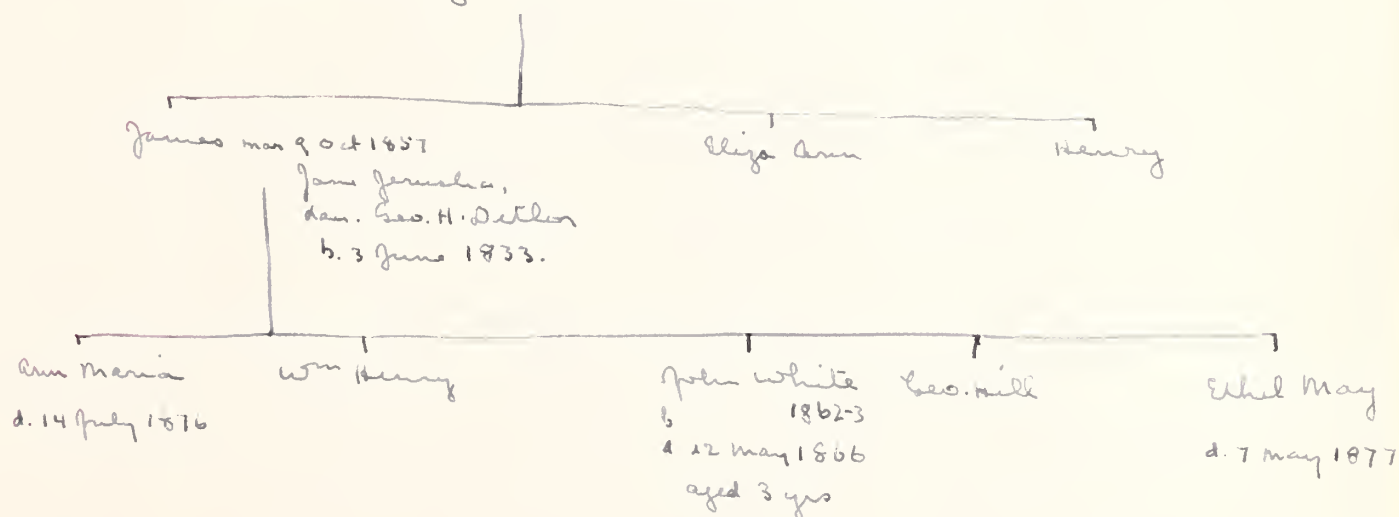 James mar 9 Oct 1857
Jane Jerusha,
dau. Geo. H. Detlor
b. 3 June 1833.
Eliza Ann
Henry
Ann Maria
d. 14 July 1876
Wm Henry
John White
b 1862-3
d 12 May 1866
aged 3 yrs
Geo. Hill
Ethel May
d. 7 May 1877